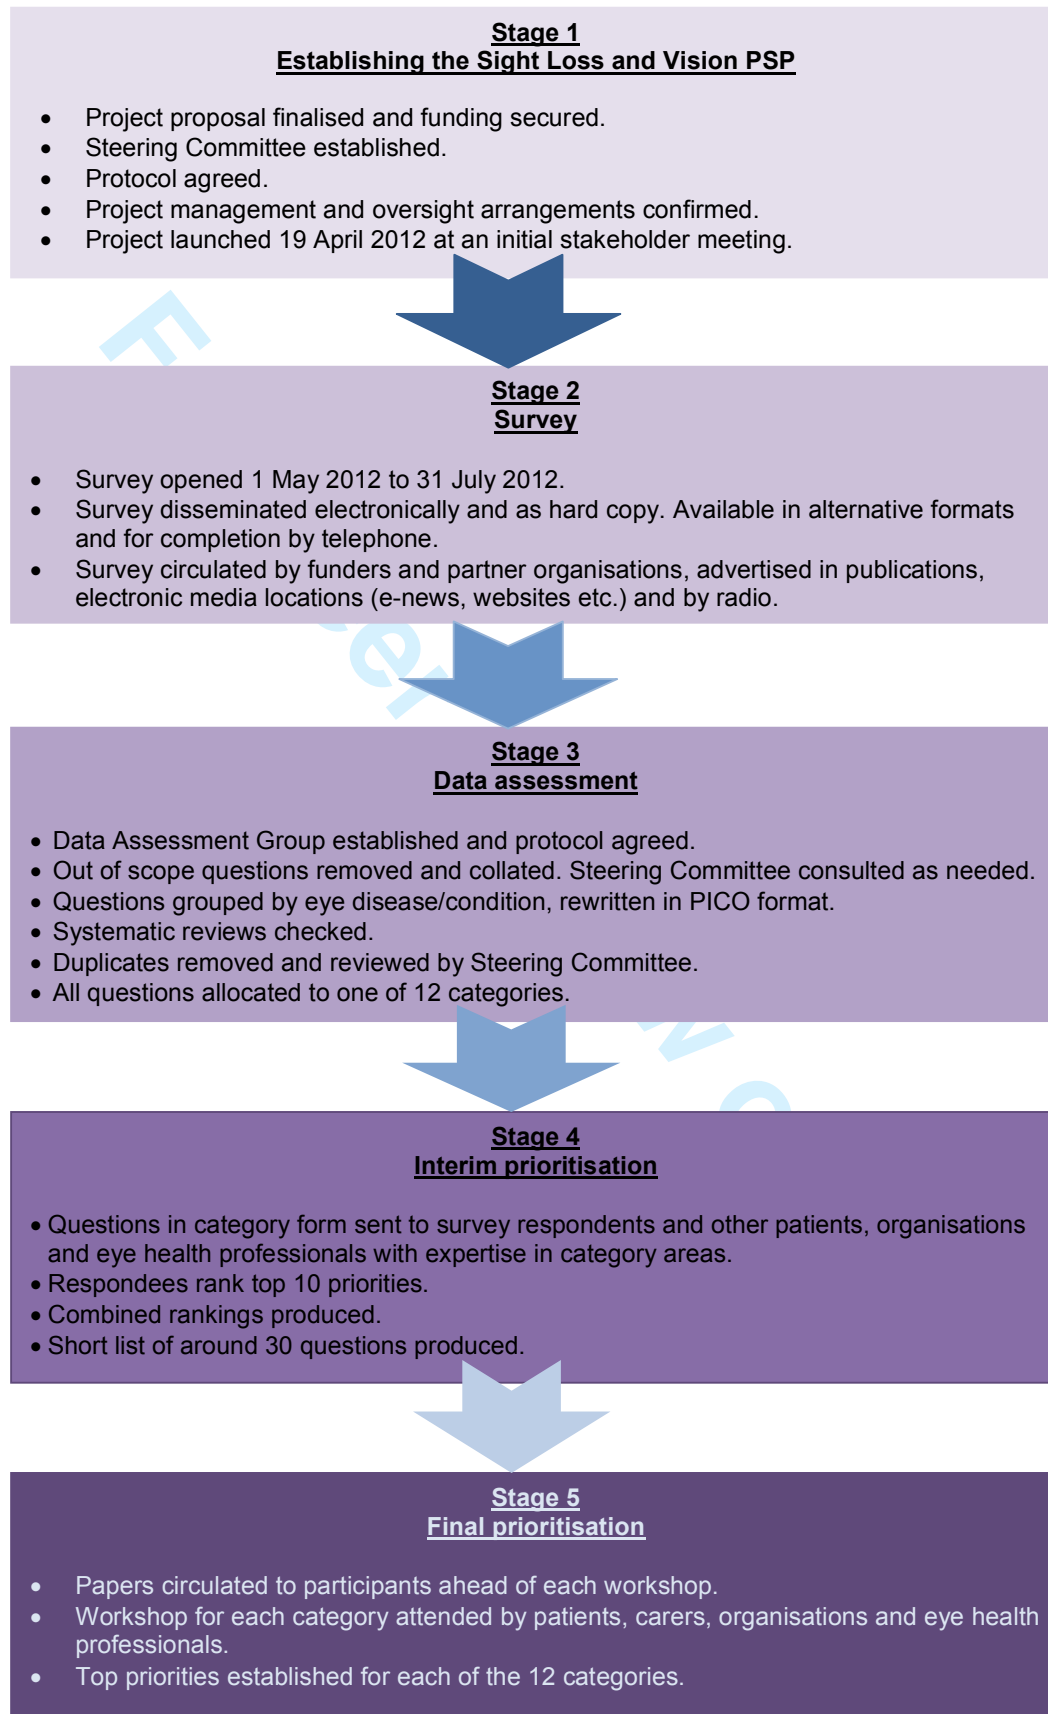 Stage 1
Establishing the Sight Loss and Vision PSP
• Project proposal finalised and funding secured.
• Steering Committee established.
• Protocol agreed.
• Project management and oversight arrangements confirmed.
• Project launched 19 April 2012 at an initial stakeholder meeting.
Stage 2
Survey
• Survey opened 1 May 2012 to 31 July 2012.
• Survey disseminated electronically and as hard copy. Available in alternative formats
and for completion by telephone.
• Survey circulated by funders and partner organisations, advertised in publications,
electronic media locations (e-news, websites etc.) and by radio.
Stage 3
Data assessment
• Data Assessment Group established and protocol agreed.
• Out of scope questions removed and collated. Steering Committee consulted as needed.
• Questions grouped by eye disease/condition, rewritten in PICO format.
• Systematic reviews checked.
• Duplicates removed and reviewed by Steering Committee.
• All questions allocated to one of 12 categories.
Stage 4
Interim prioritisation
• Questions in category form sent to survey respondents and other patients, organisations
and eye health professionals with expertise in category areas.
• Respondees rank top 10 priorities.
• Combined rankings produced.
• Short list of around 30 questions produced.
Stage 5
Final prioritisation
• Papers circulated to participants ahead of each workshop.
• Workshop for each category attended by patients, carers, organisations and eye health
professionals.
• Top priorities established for each of the 12 categories.